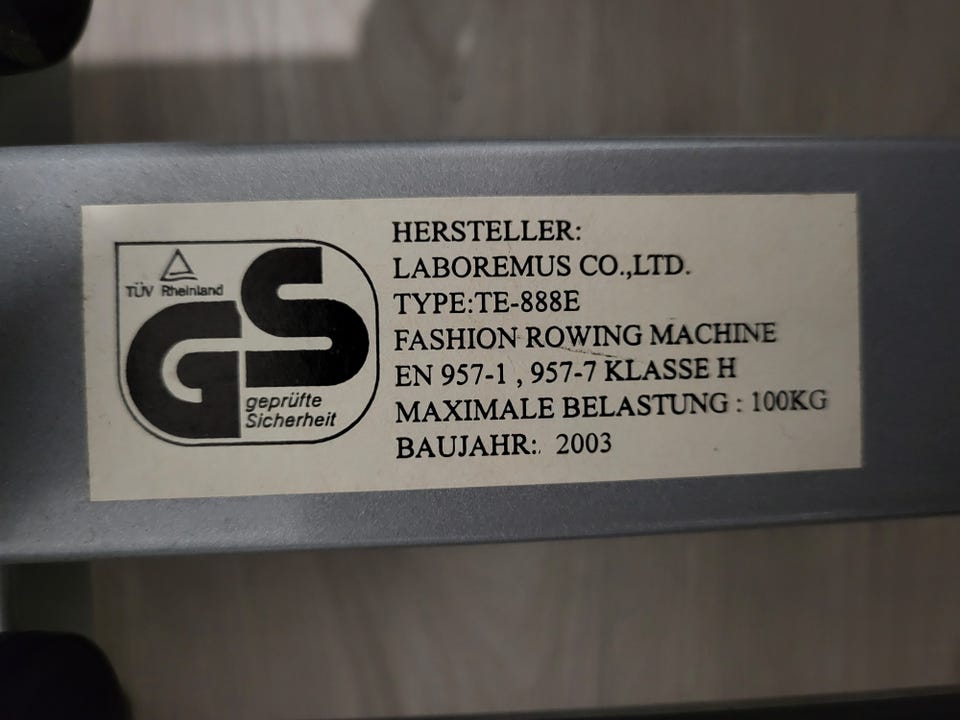 TÜV Rheinland
GS
geprüfte
Sicherheit
HERSTELLER:
LABOREMUS CO.,LTD.
TYPE:TE-888E
FASHION ROWING MACHINE
EN 957-1 , 957-7 KLASSE H
MAXIMALE BELASTUNG : 100KG
BAUJAHR: 2003